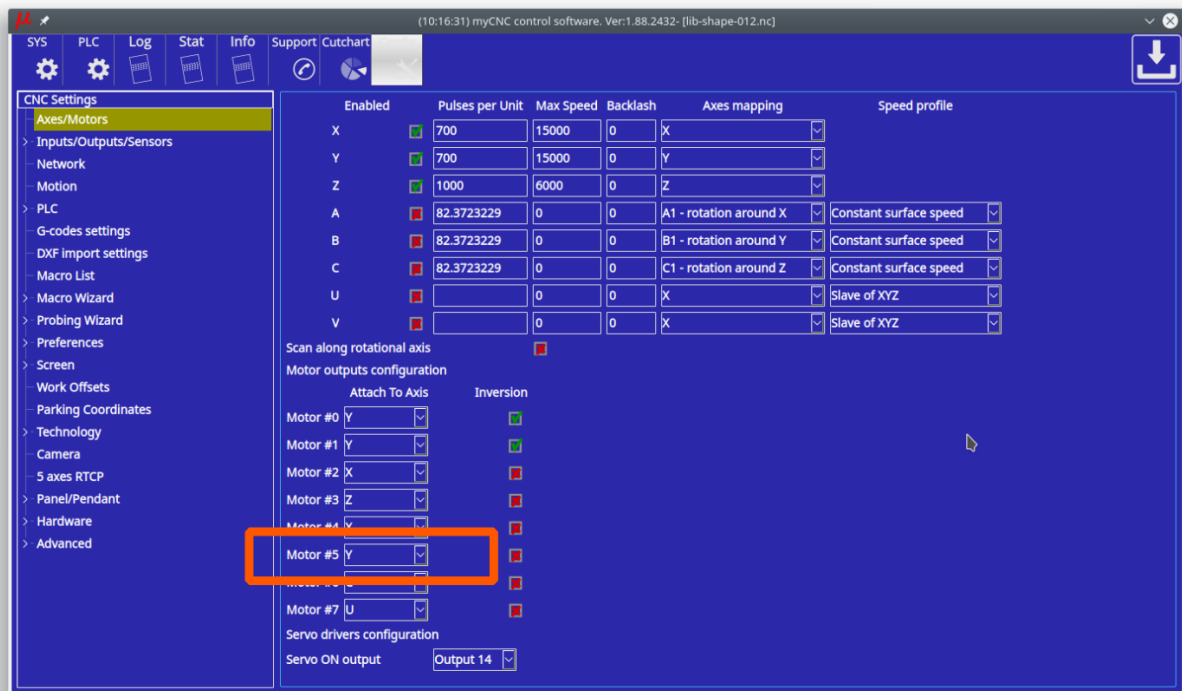 (10:16:31) myCNC control software. Ver:1.88.2432- [lib-shape-012.nc]
SYS PLC Log Stat Info Support Cutchart
CNC Settings
Axes/Motors
Inputs/Outputs/Sensors
Network
Motion
PLC
G-codes settings
DXF import settings
Macro List
Macro Wizard
Probing Wizard
Preferences
Screen
Work Offsets
Parking Coordinates
Technology
Camera
5 axes RTCP
Panel/Pendant
Hardware
Advanced
Enabled Pulses per Unit Max Speed Backlash Axes mapping Speed profile
X 700 15000 0 X
Y 700 15000 0 Y
Z 1000 6000 0 Z
A 82.3723229 0 0 A1 - rotation around X Constant surface speed
B 82.3723229 0 0 B1 - rotation around Y Constant surface speed
C 82.3723229 0 0 C1 - rotation around Z Constant surface speed
U 0 0 X Slave of XYZ
V 0 0 X Slave of XYZ
Scan along rotational axis
Motor outputs configuration
Attach To Axis Inversion
Motor #0 Y
Motor #1 Y
Motor #2 X
Motor #3 Z
Motor #4
Motor #5 Y
Motor #7 U
Servo drivers configuration
Servo ON output Output 14